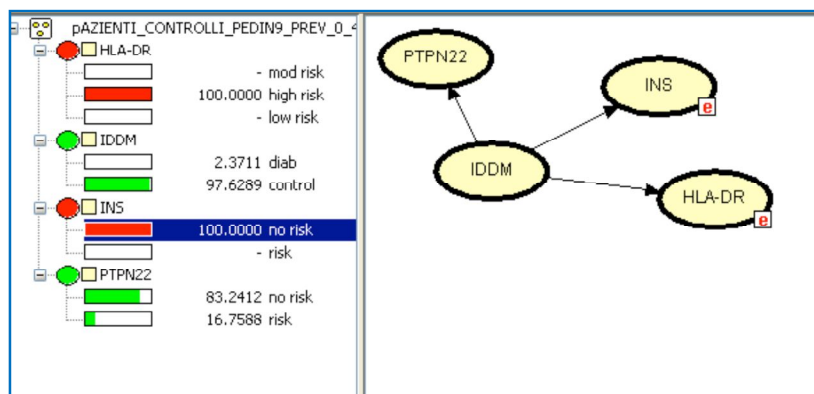 pAZIENTI_CONTROLLI_PEDIN9_PREV_0_4
HLA-DR
- mod risk
100.0000 high risk
- low risk
IDDM
2.3711 diab
97.6289 control
INS
100.0000 no risk
- risk
PTPN22
83.2412 no risk
16.7588 risk
PTPN22
INS
e
IDDM
HLA-DR
e